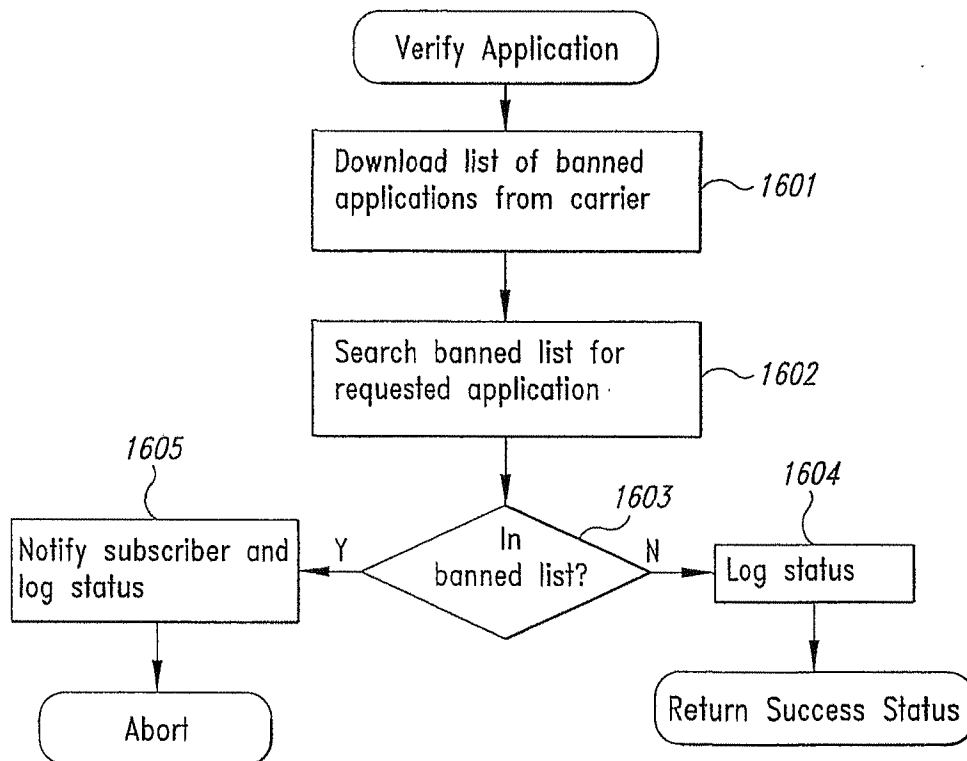 Verify Application
Download list of banned
applications from carrier
1601
Search banned list for
requested application
1602
1605
1604
1603
Notify subscriber and
log status
Y
In
banned list?
N
Log status
Abort
Return Success Status